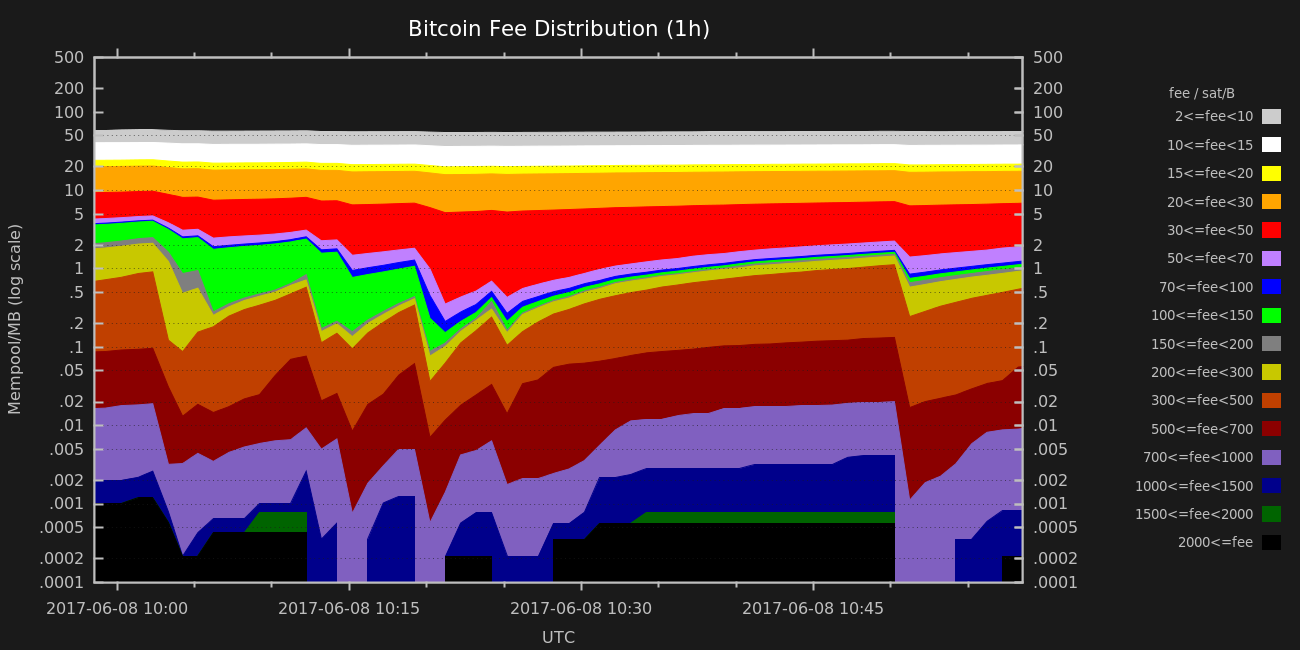 Bitcoin Fee Distribution (1h)
500 500
200 200
100 100
50 50
20 20
10 10
5 5
2 2
1 1
.5 .5
.2 .2
.1 .1
.05 .05
.02 .02
.01 .01
.005 .005
.002 .002
.001 .001
.0005 .0005
.0002 .0002
.0001 .0001
Mempool/MB (log scale)
2017-06-08 10:00 2017-06-08 10:15 2017-06-08 10:30 2017-06-08 10:45
UTC
fee / sat/B
2<=fee<10
10<=fee<15
15<=fee<20
20<=fee<30
30<=fee<50
50<=fee<70
70<=fee<100
100<=fee<150
150<=fee<200
200<=fee<300
300<=fee<500
500<=fee<700
700<=fee<1000
1000<=fee<1500
1500<=fee<2000
2000<=fee